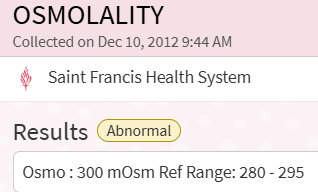 OSMOLALITY
Collected on Dec 10, 2012 9:44 AM
Saint Francis Health System
Results Abnormal
Osmo : 300 mOsm Ref Range: 280 - 295